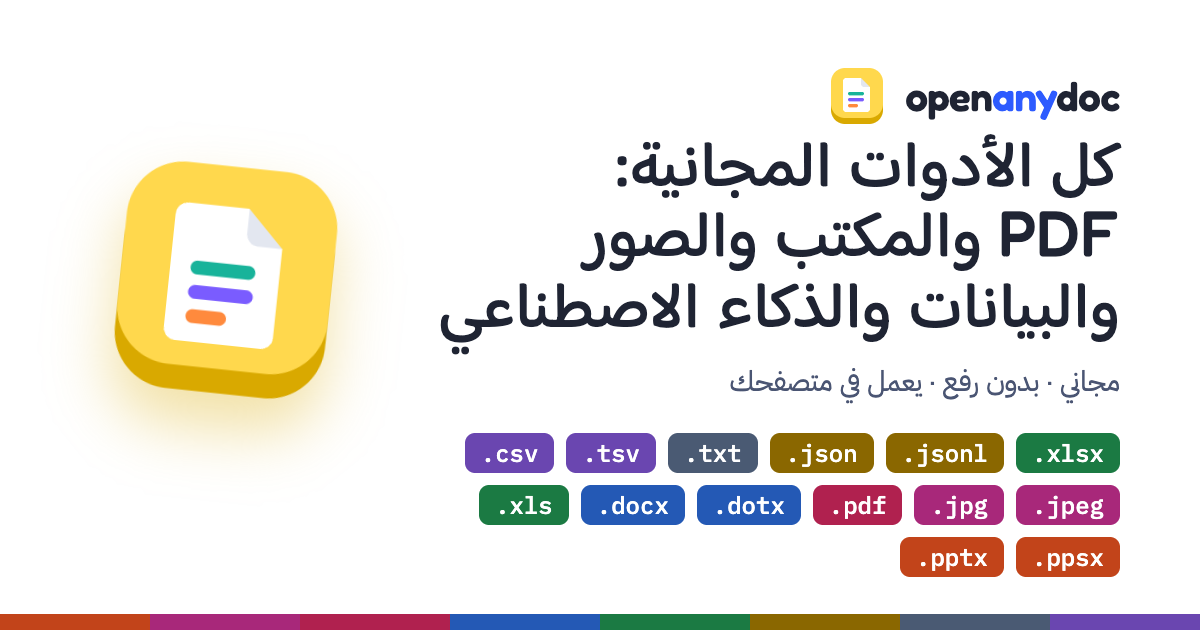 openanydoc
كل الأدوات المجانية:
PDF والمكتب والصور
والبيانات والذكاء الاصطناعي
مجاني · بدون رفع · يعمل في متصفحك
.csv .tsv .txt .json .jsonl .xlsx
.xls .docx .dotx .pdf .jpg .jpeg
.pptx .ppsx